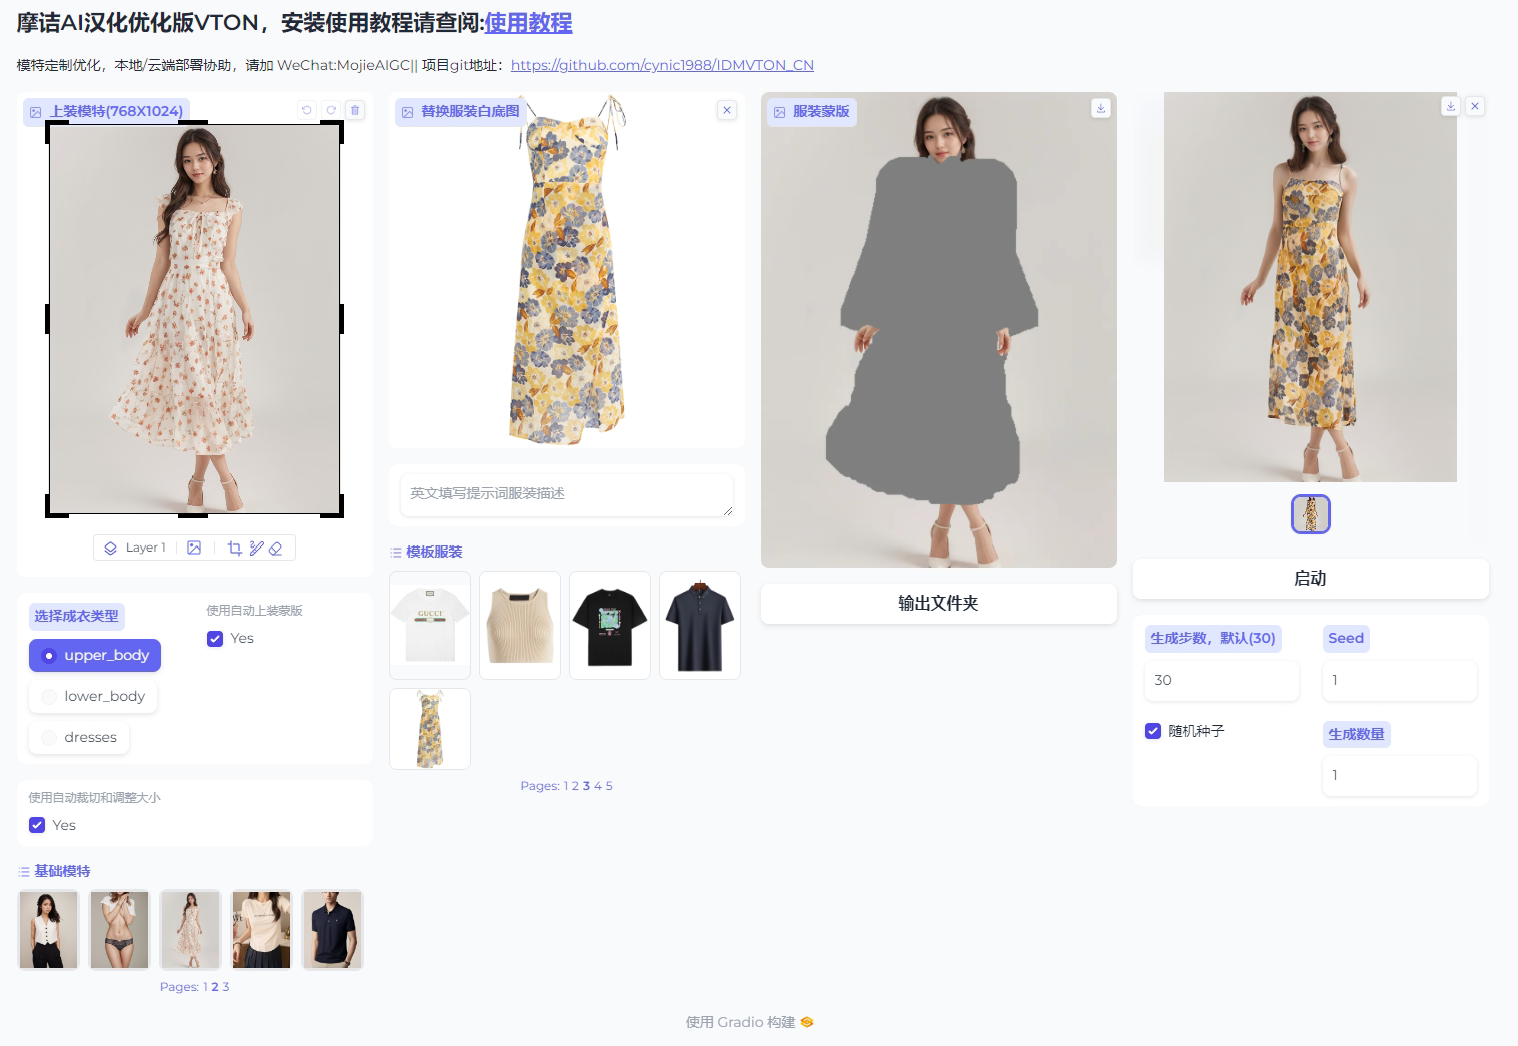 摩诘AI汉化优化版VTON，安装使用教程请查阅:使用教程
模特定制优化，本地/云端部署协助，请加 WeChat:MojieAIGC|| 项目git地址：https://github.com/cynic1988/IDMVTON_CN
上装模特(768X1024)
替换服装白底图
服装蒙版
英文填写提示词服装描述
Layer 1
模板服装
GUCCI
Pages: 1 2 3 4 5
输出文件夹
启动
选择成衣类型
使用自动上装蒙版
Yes
upper_body
lower_body
dresses
生成步数，默认(30)
Seed
30
1
随机种子
生成数量
1
使用自动裁切和调整大小
Yes
基础模特
Pages: 1 2 3
使用 Gradio 构建